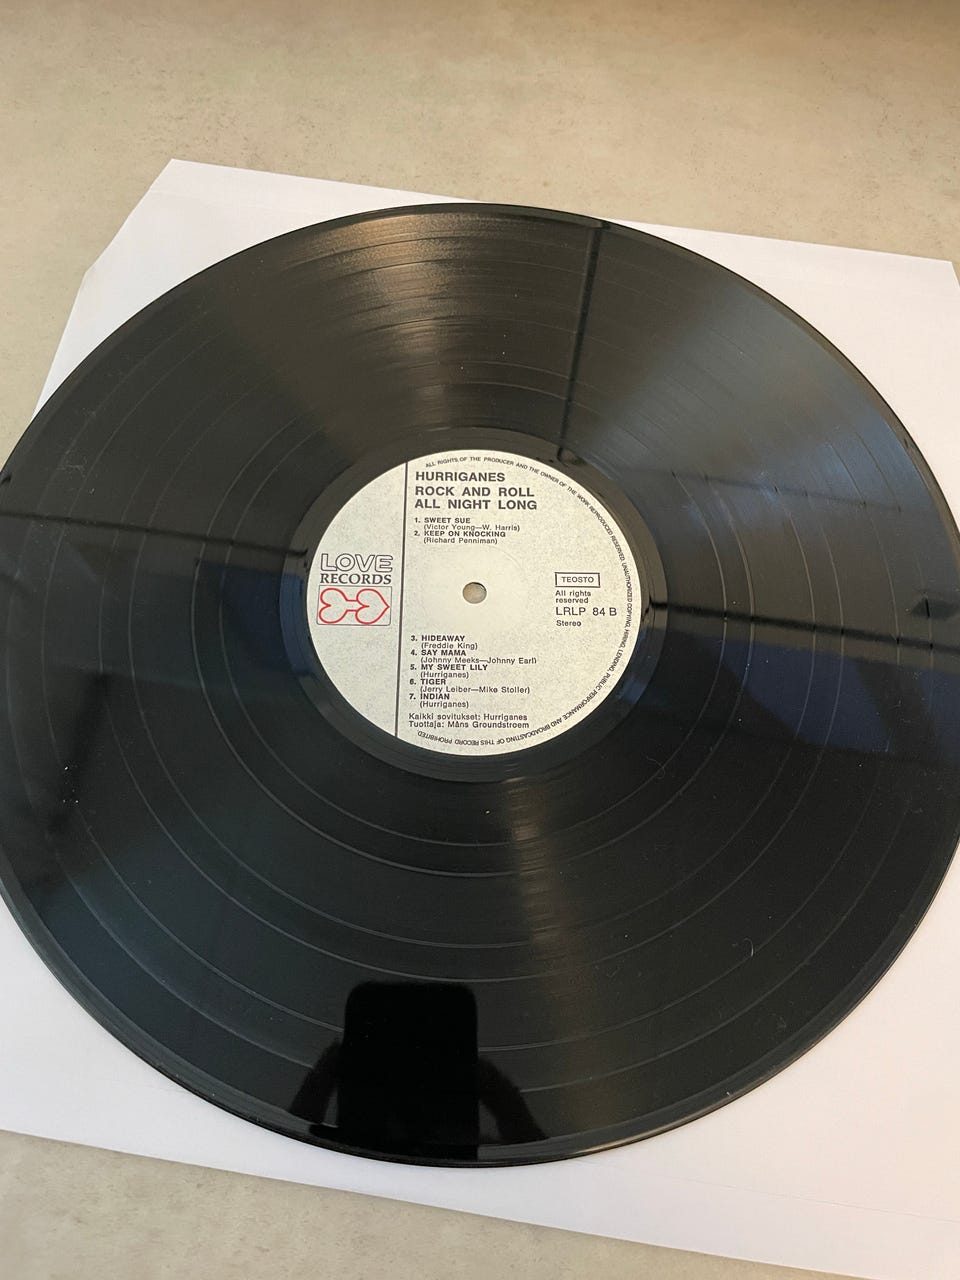 ALL RIGHTS OF THE PRODUCER AND THE OWNER OF THE WORK REPRODUCED RESERVED. UNAUTHORIZED COPYING, HIRING, LENDING, PUBLIC PERFORMANCE AND BROADCASTING OF THIS RECORD PROHIBITED
HURRIGANES
ROCK AND ROLL
ALL NIGHT LONG
1. SWEET SUE
(Victor Young—W. Harris)
2. KEEP ON KNOCKING
(Richard Penniman)
LOVE
RECORDS
TEOSTO
All rights
reserved
LRLP 84 B
Stereo
3. HIDEAWAY
(Freddie King)
4. SAY MAMA
(Johnny Meeks—Johnny Earl)
5. MY SWEET LILY
(Hurriganes)
6. TIGER
(Jerry Leiber—Mike Stoller)
7. INDIAN
(Hurriganes)
Kaikki sovitukset: Hurriganes
Tuottaja: Måns Groundstroem